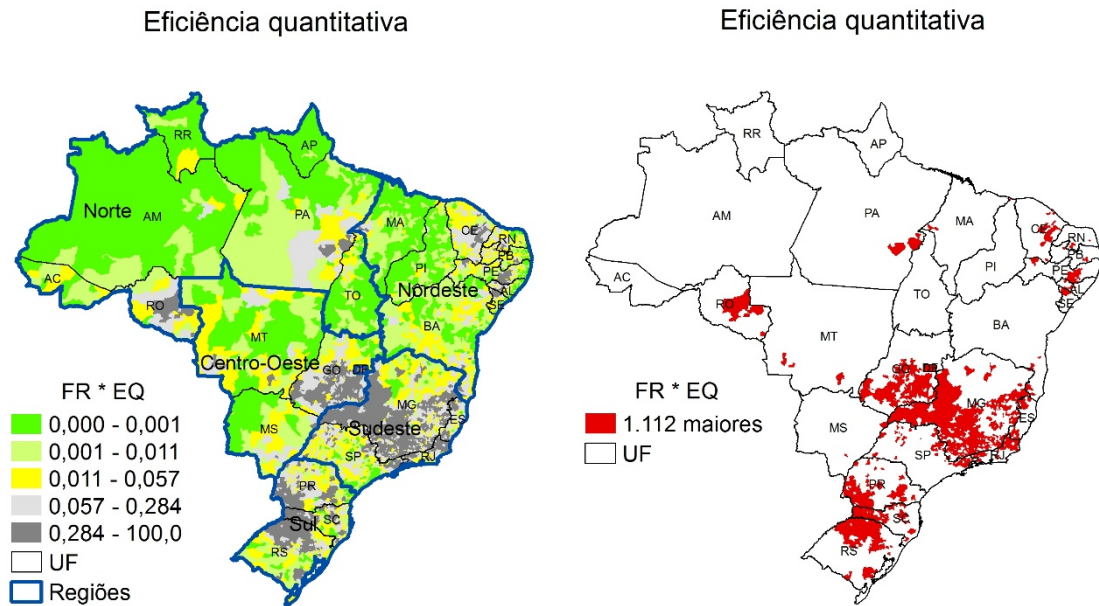 Eficiência quantitativa
RR
AP
Norte
AM
PA
MA
CE
RN
PB
PE
AL
SE
PI
Nordeste
AC
RO
TO
BA
MT
Centro-Oeste
GO
DF
MG
ES
MS
Sudeste
SP
RJ
PR
SC
Sul
RS
FR * EQ
0,000 - 0,001
0,001 - 0,011
0,011 - 0,057
0,057 - 0,284
0,284 - 100,0
UF
Regiões
Eficiência quantitativa
RR
AP
AM
PA
MA
CE
RN
PB
PE
AL
SE
PI
AC
RO
TO
BA
MT
GO
DF
MG
ES
MS
SP
RJ
PR
SC
RS
FR * EQ
1.112 maiores
UF